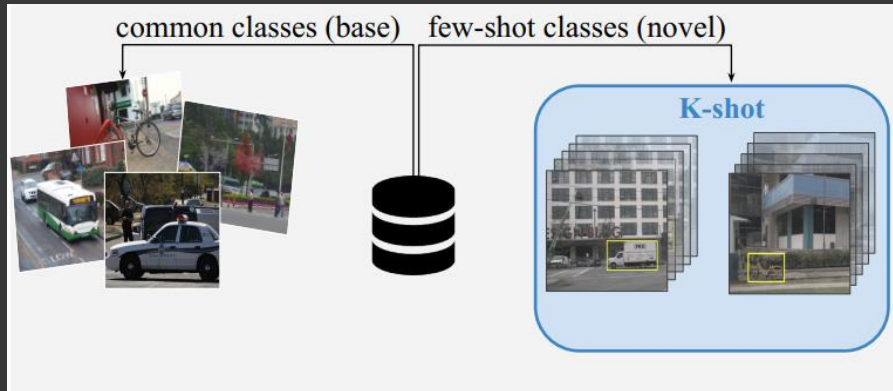 common classes (base)
few-shot classes (novel)
K-shot